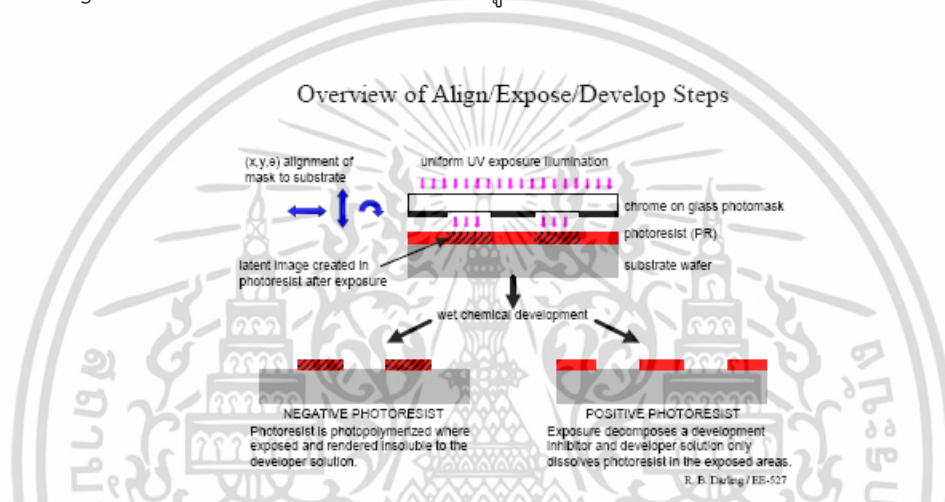 Overview of Align/Expose/Develop Steps
(x,y,θ) alignment of
mask to substrate
uniform UV exposure illumination
chrome on glass photomask
photoresist (PR)
substrate wafer
latent image created in
photoresist after exposure
wet chemical development
NEGATIVE PHOTORESIST
Photoresist is photopolymerized where
exposed and rendered insoluble to the
developer solution.
POSITIVE PHOTORESIST
Exposure decomposes a development
inhibitor and developer solution only
dissolves photoresist in the exposed areas.
R. B. Darling / EE-527